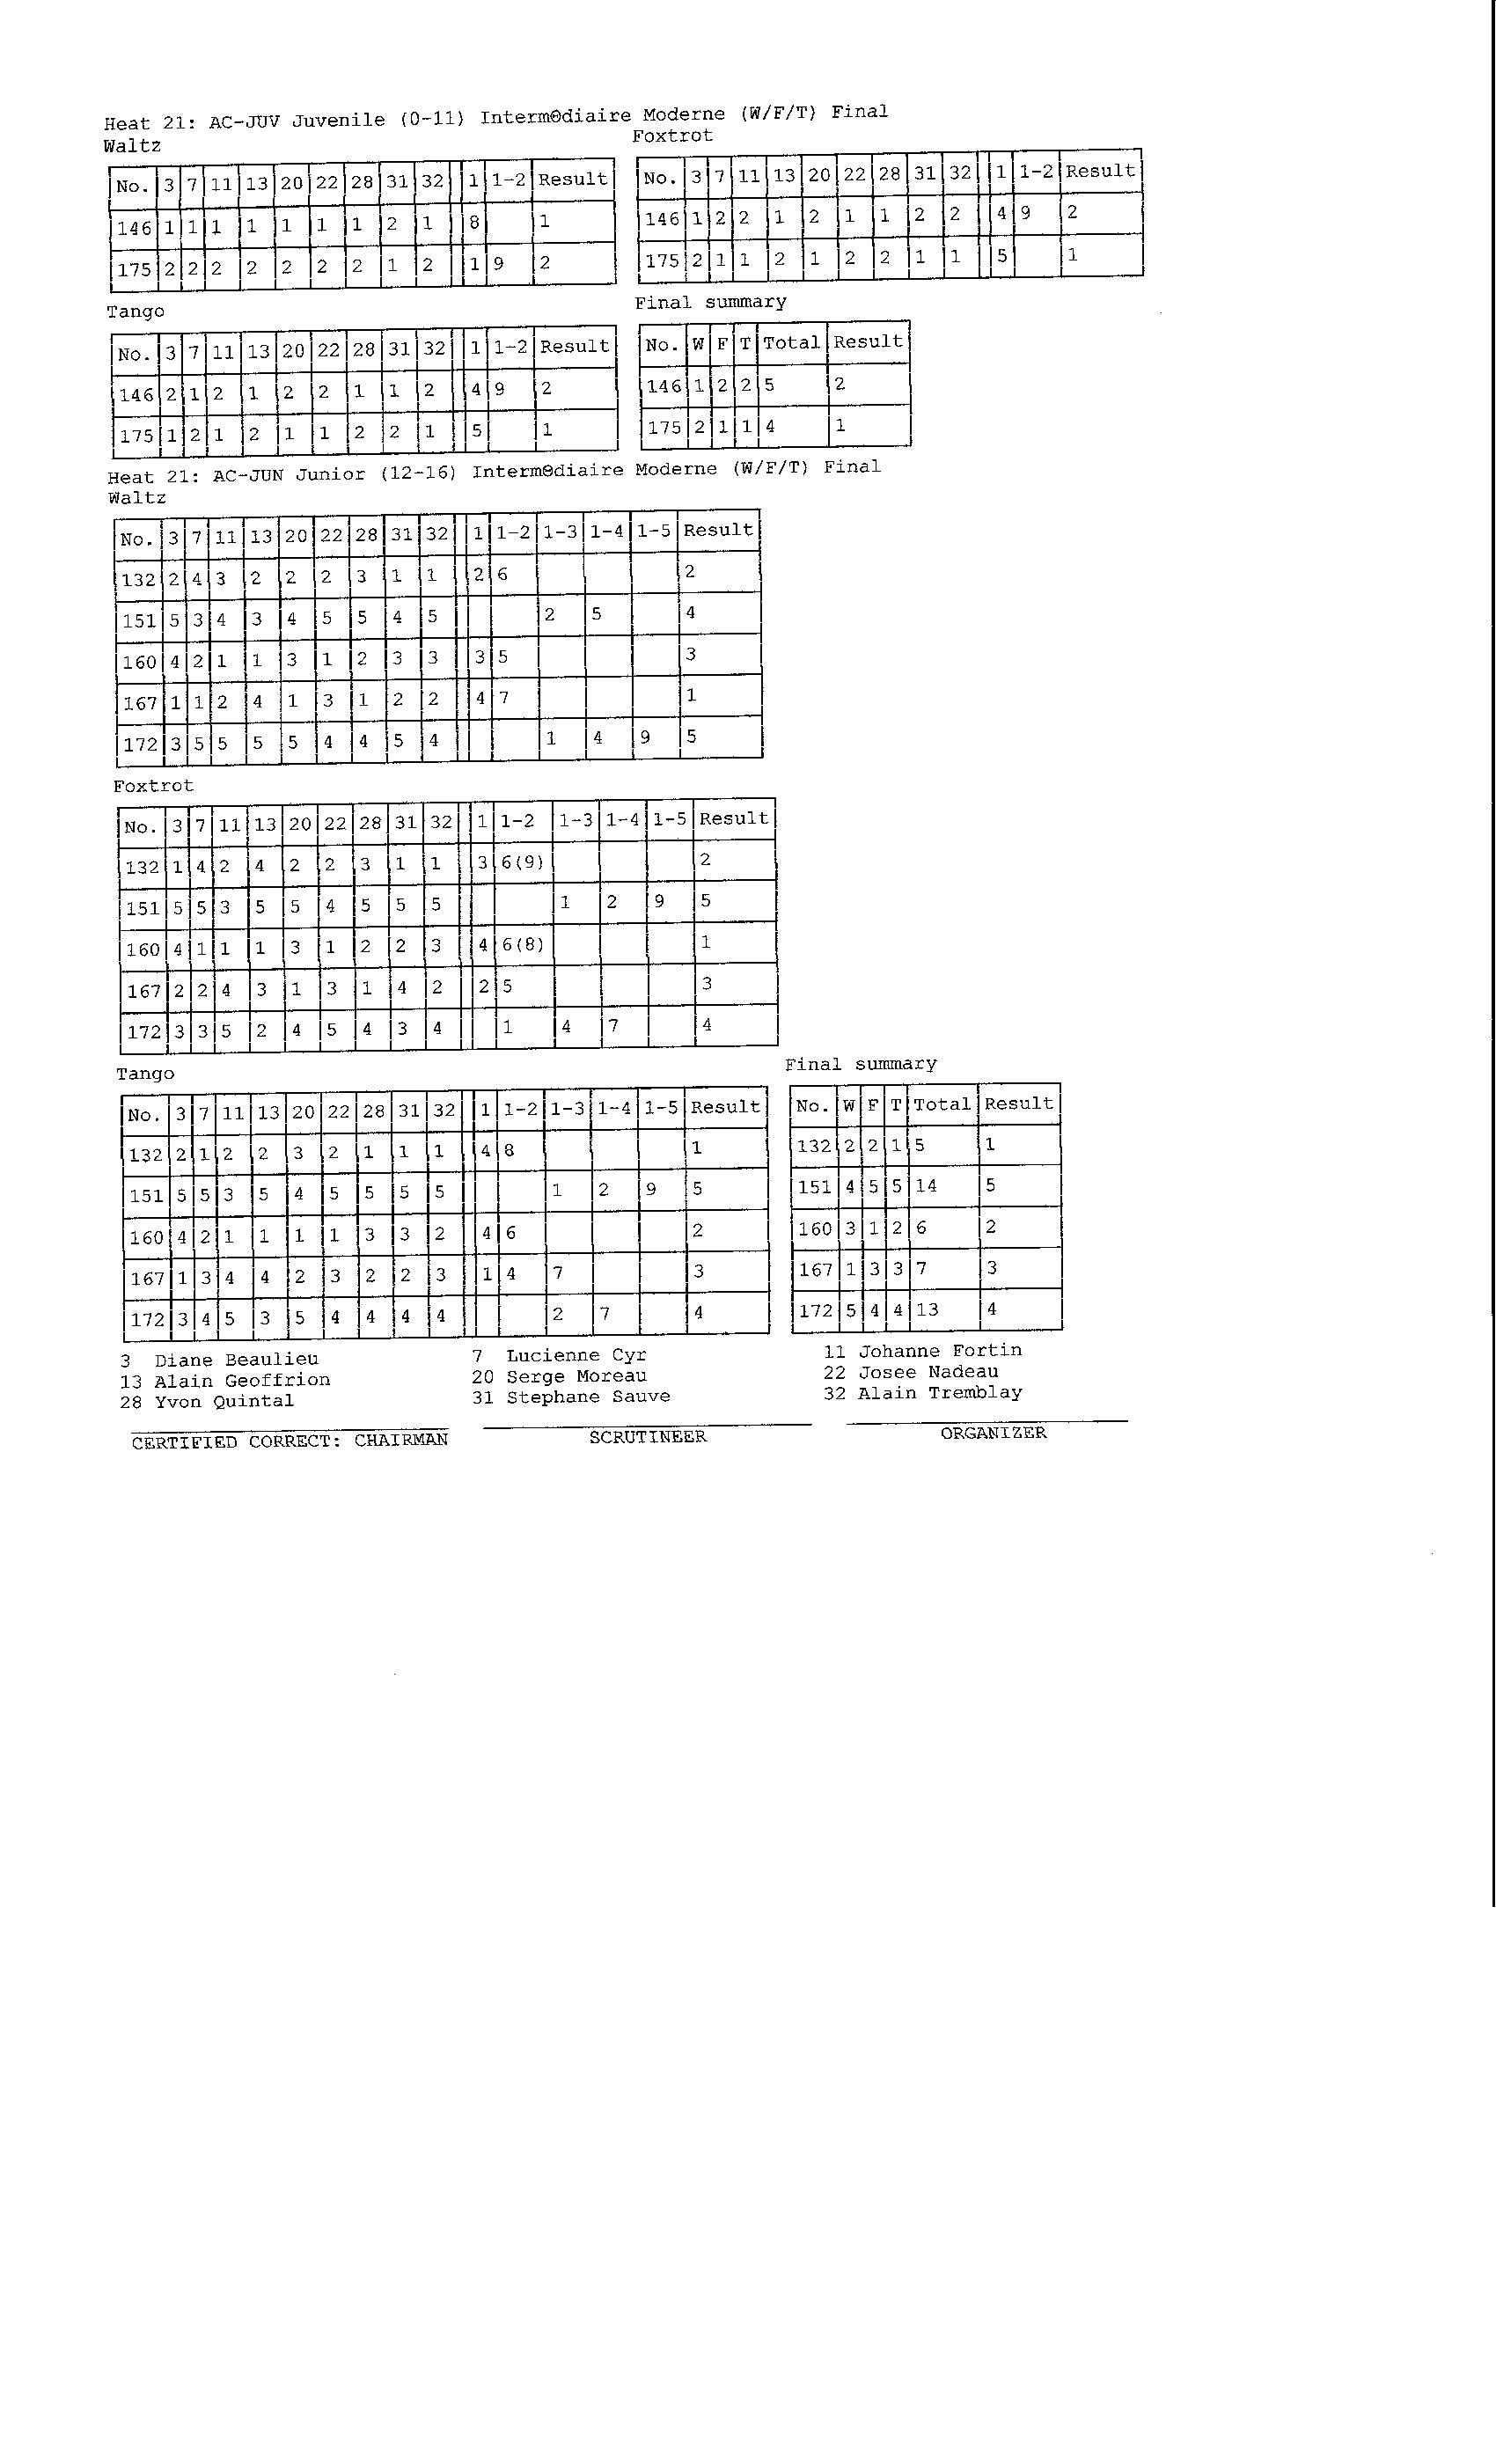 Heat 21: AC-JUV Juvenile (0-11) IntermΘdiaire Moderne (W/F/T) Final
Waltz
No. 3 7 11 13 20 22 28 31 32 1 1-2 Result
146 1 1 1 1 1 1 1 2 1 8 1
175 2 2 2 2 2 2 2 1 2 1 9 2
Foxtrot
No. 3 7 11 13 20 22 28 31 32 1 1-2 Result
146 1 2 2 1 2 1 1 2 2 4 9 2
175 2 1 1 2 1 2 2 1 1 5 1
Tango
No. 3 7 11 13 20 22 28 31 32 1 1-2 Result
146 2 1 2 1 2 2 1 1 2 4 9 2
175 1 2 1 2 1 1 2 2 1 5 1
Final summary
No. W F T Total Result
146 1 2 2 5 2
175 2 1 1 4 1
Heat 21: AC-JUN Junior (12-16) IntermΘdiaire Moderne (W/F/T) Final
Waltz
No. 3 7 11 13 20 22 28 31 32 1 1-2 1-3 1-4 1-5 Result
132 2 4 3 2 2 2 3 1 1 2 6 2
151 5 3 4 3 4 5 5 4 5 2 5 4
160 4 2 1 1 3 1 2 3 3 3 5 3
167 1 1 2 4 1 3 1 2 2 4 7 1
172 3 5 5 5 5 4 4 5 4 1 4 9 5
Foxtrot
No. 3 7 11 13 20 22 28 31 32 1 1-2 1-3 1-4 1-5 Result
132 1 4 2 4 2 2 3 1 1 3 6(9) 2
151 5 5 3 5 5 4 5 5 5 1 2 9 5
160 4 1 1 1 3 1 2 2 3 4 6(8) 1
167 2 2 4 3 1 3 1 4 2 2 5 3
172 3 3 5 2 4 5 4 3 4 1 4 7 4
Tango
No. 3 7 11 13 20 22 28 31 32 1 1-2 1-3 1-4 1-5 Result
132 2 1 2 2 3 2 1 1 1 4 8 1
151 5 5 3 5 4 5 5 5 5 1 2 9 5
160 4 2 1 1 1 1 3 3 2 4 6 2
167 1 3 4 4 2 3 2 2 3 1 4 7 3
172 3 4 5 3 5 4 4 4 4 2 7 4
Final summary
No. W F T Total Result
132 2 2 1 5 1
151 4 5 5 14 5
160 3 1 2 6 2
167 1 3 3 7 3
172 5 4 4 13 4
3 Diane Beaulieu 7 Lucienne Cyr 11 Johanne Fortin
13 Alain Geoffrion 20 Serge Moreau 22 Josee Nadeau
28 Yvon Quintal 31 Stephane Sauve 32 Alain Tremblay
CERTIFIED CORRECT: CHAIRMAN SCRUTINEER ORGANIZER